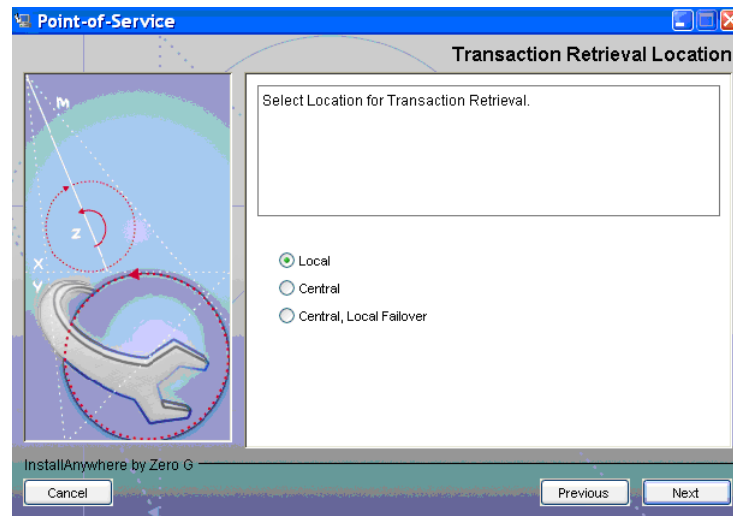 Point-of-Service
Transaction Retrieval Location
Select Location for Transaction Retrieval.
M
Z
X
Y
Local
Central
Central, Local Failover
InstallAnywhere by Zero G
Cancel
Previous
Next